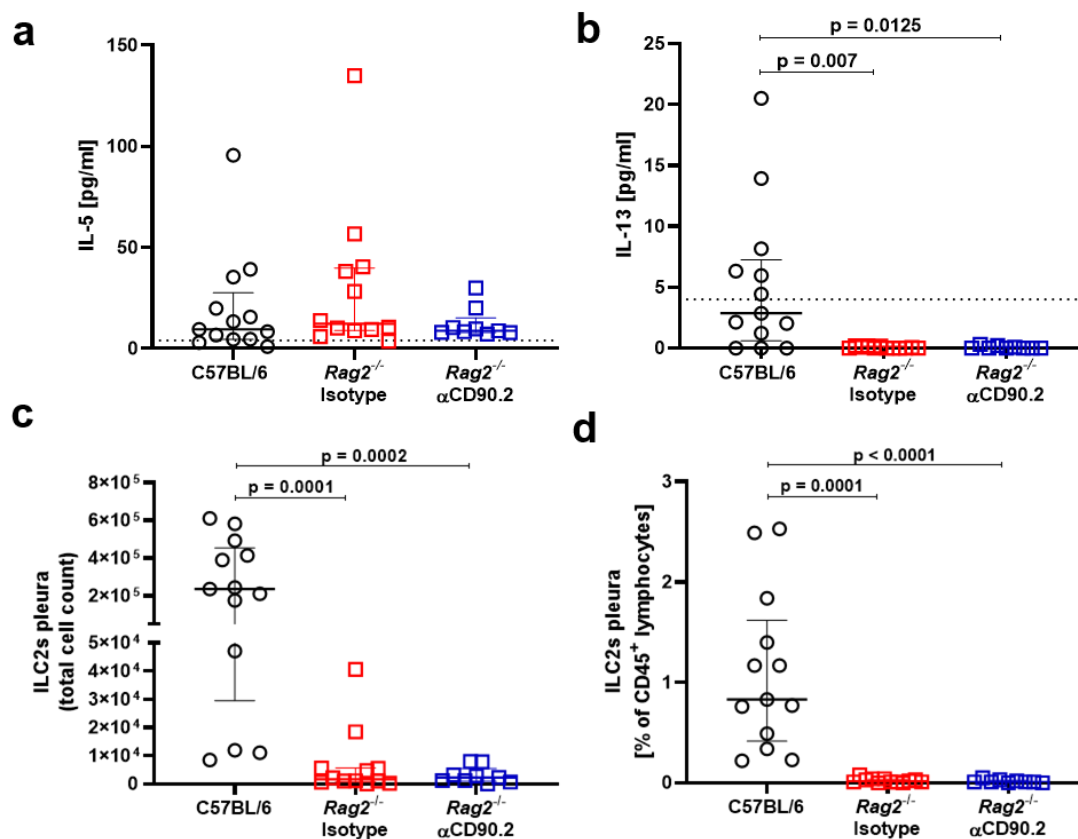 a
IL-5 [pg/ml]
150
100
50
0
C57BL/6
Rag2-/-
Isotype
Rag2-/-
αCD90.2
b
p = 0.0125
p = 0.007
IL-13 [pg/ml]
25
20
15
10
5
0
C57BL/6
Rag2-/-
Isotype
Rag2-/-
αCD90.2
c
p = 0.0002
p = 0.0001
ILC2s pleura
(total cell count)
8×10⁵
6×10⁵
4×10⁵
2×10⁵
5×10⁴
4×10⁴
3×10⁴
2×10⁴
1×10⁴
0
C57BL/6
Rag2-/-
Isotype
Rag2-/-
αCD90.2
d
p < 0.0001
p = 0.0001
ILC2s pleura
[% of CD45⁺ lymphocytes]
3
2
1
0
C57BL/6
Rag2-/-
Isotype
Rag2-/-
αCD90.2